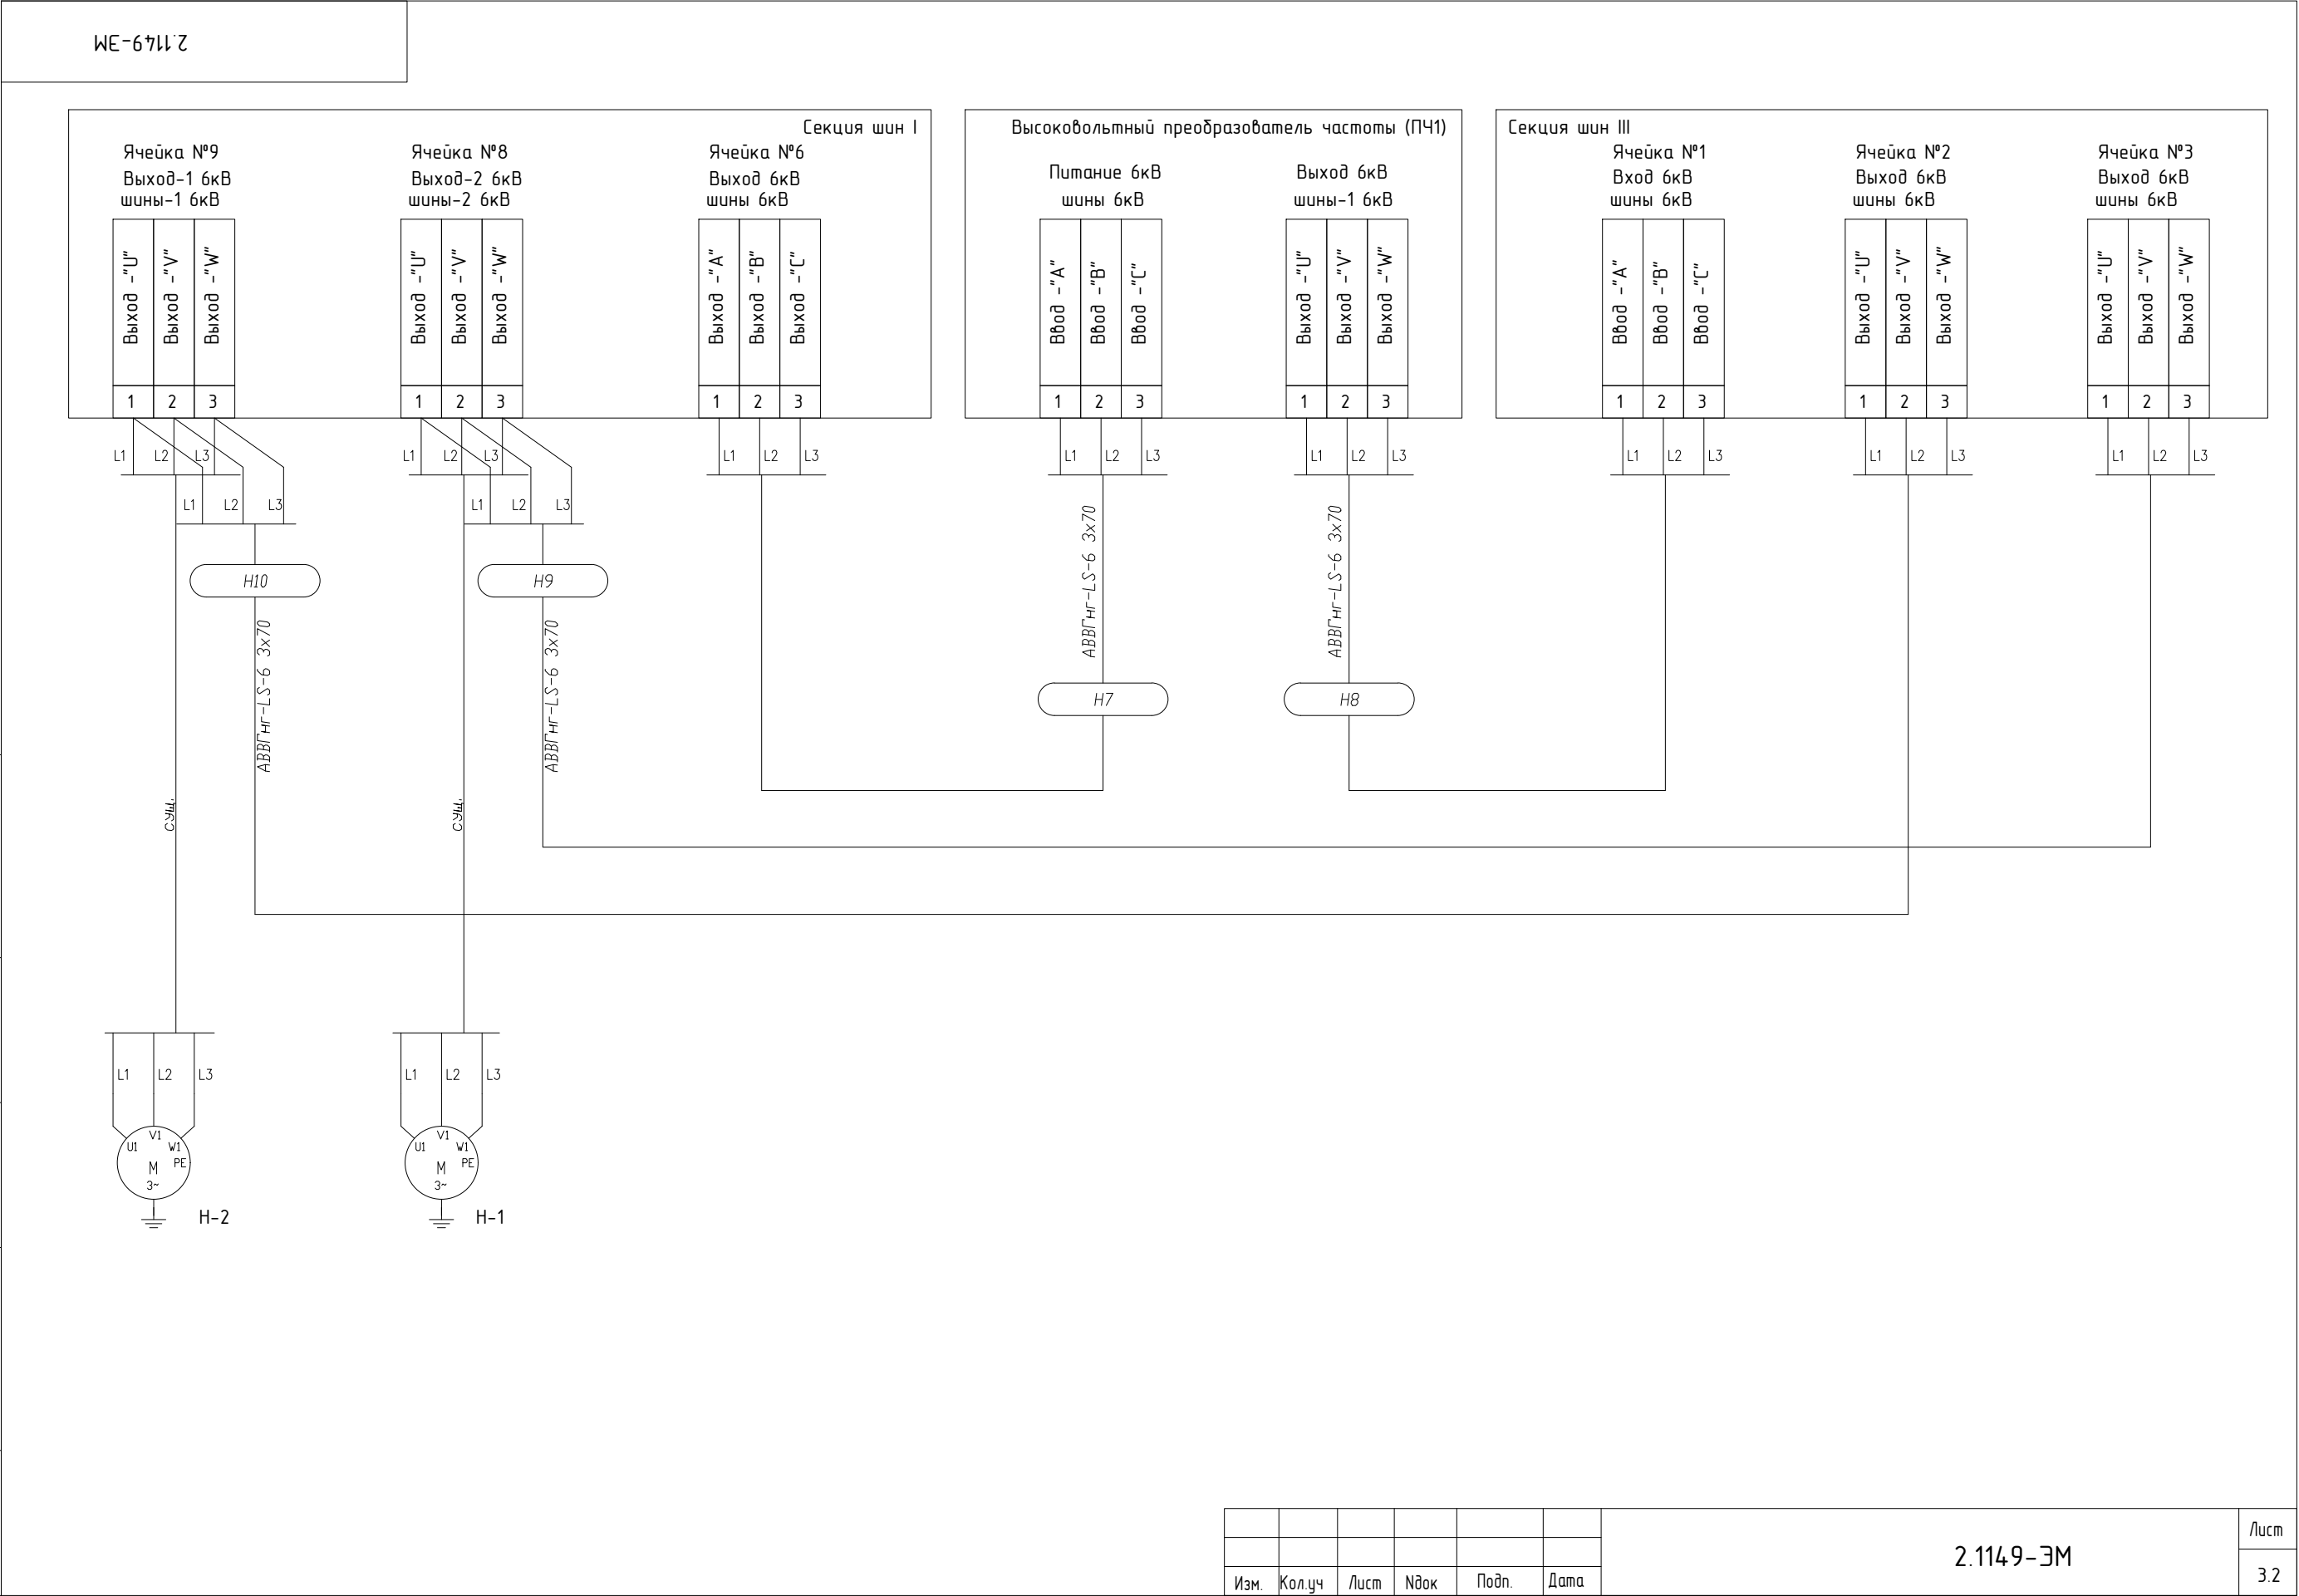 2.1149-ЭМ
Секция шин I
Ячейка №9
Выход-1 6кВ
шины-1 6кВ
Выход -"U"
Выход -"V"
Выход -"W"
1 2 3
Ячейка №8
Выход-2 6кВ
шины-2 6кВ
Выход -"U"
Выход -"V"
Выход -"W"
1 2 3
Ячейка №6
Выход 6кВ
шины 6кВ
Выход -"A"
Выход -"B"
Выход -"C"
1 2 3
Высоковольтный преобразователь частоты (ПЧ1)
Питание 6кВ
шины 6кВ
Ввод -"A"
Ввод -"B"
Ввод -"C"
1 2 3
Выход 6кВ
шины-1 6кВ
Выход -"U"
Выход -"V"
Выход -"W"
1 2 3
Секция шин III
Ячейка №1
Вход 6кВ
шины 6кВ
Ввод -"A"
Ввод -"B"
Ввод -"C"
1 2 3
Ячейка №2
Выход 6кВ
шины 6кВ
Выход -"U"
Выход -"V"
Выход -"W"
1 2 3
Ячейка №3
Выход 6кВ
шины 6кВ
Выход -"U"
Выход -"V"
Выход -"W"
1 2 3
L1 L2 L3
L1 L2 L3
L1 L2 L3
L1 L2 L3
L1 L2 L3
L1 L2 L3
L1 L2 L3
L1 L2 L3
L1 L2 L3
L1 L2 L3
H10
H9
H7
H8
АВВГнг-LS-6 3x70
АВВГнг-LS-6 3x70
АВВГнг-LS-6 3x70
АВВГнг-LS-6 3x70
сущ.
сущ.
L1 L2 L3
L1 L2 L3
U1 V1 W1
M PE
3~
Н-2
U1 V1 W1
M PE
3~
Н-1
Изм. Кол.уч Лист Nдок Подп. Дата
2.1149-ЭМ
Лист
3.2